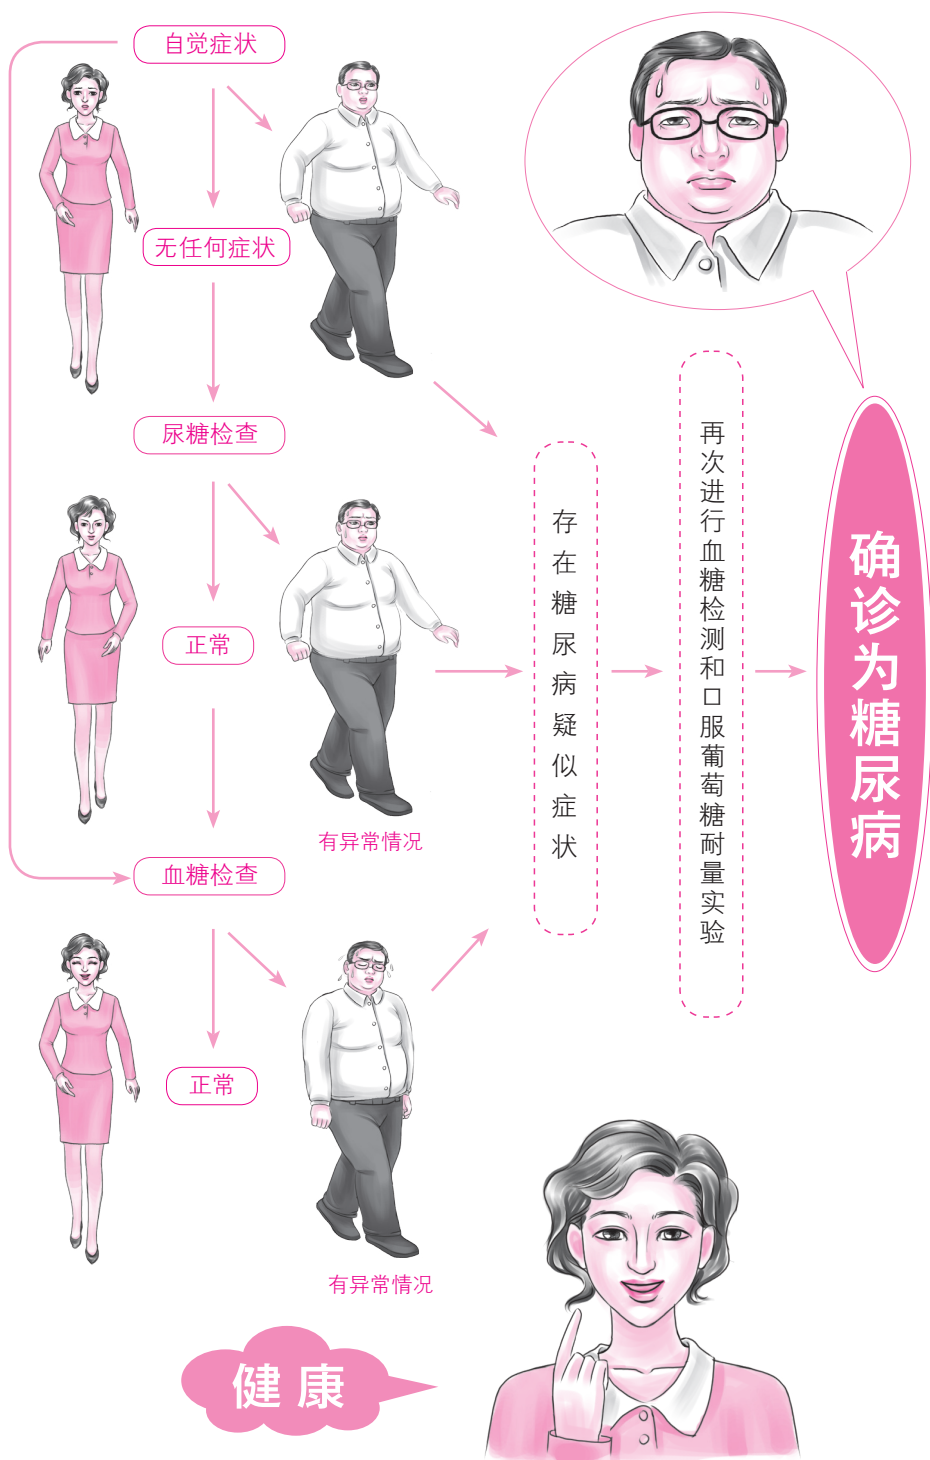 自觉症状
无任何症状
尿糖检查
正常
有异常情况
血糖检查
正常
有异常情况
存在糖尿病疑似症状
再次进行血糖检测和口服葡萄糖耐量实验
确诊为糖尿病
健康